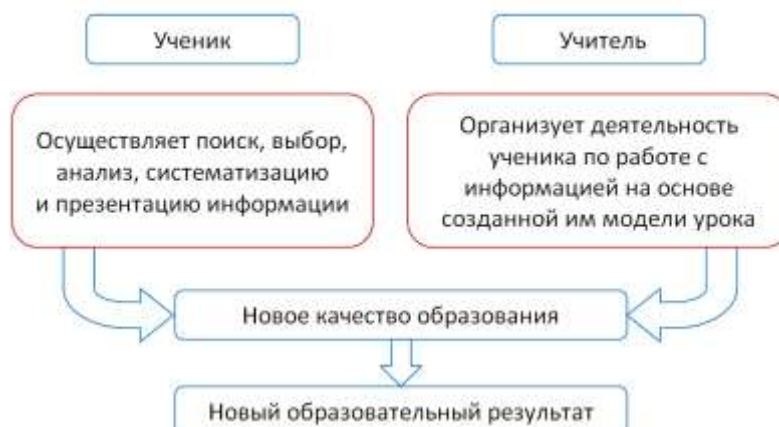 Ученик
Учитель
Осуществляет поиск, выбор,
анализ, систематизацию
и презентацию информации
Организует деятельность
ученика по работе с
информацией на основе
созданной им модели урока
Новое качество образования
Новый образовательный результат